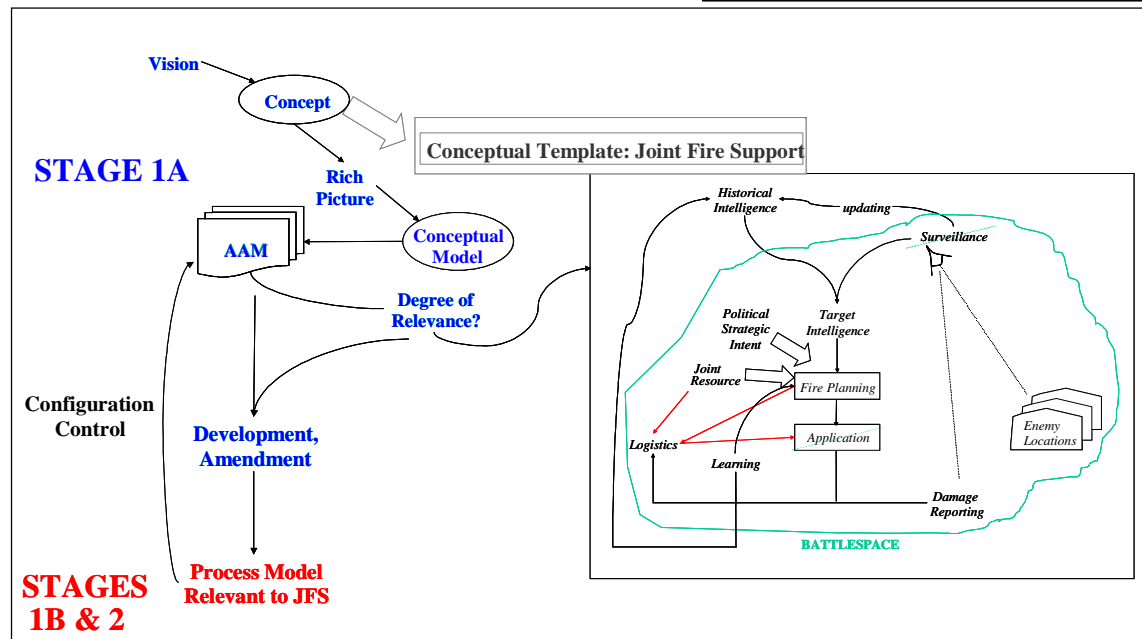 Vision
Concept
Conceptual Template: Joint Fire Support
STAGE 1A
Rich
Picture
AAM
Conceptual
Model
Degree of
Relevance?
Configuration
Control
Development,
Amendment
STAGES
1B & 2
Process Model
Relevant to JFS
Historical
Intelligence
updating
Surveillance
Political
Strategic
Intent
Target
Intelligence
Joint
Resource
Fire Planning
Enemy
Locations
Application
Logistics
Learning
Damage
Reporting
BATTLESPACE